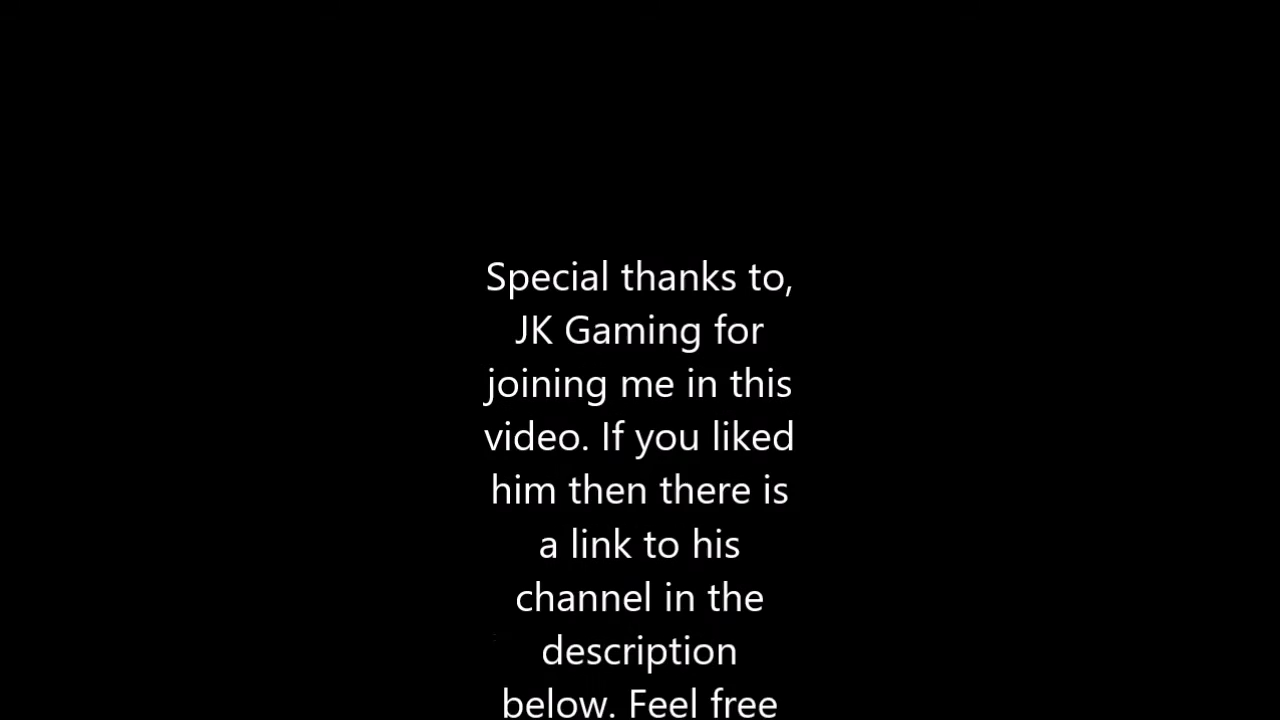 Special thanks to,
JK Gaming for
joining me in this
video. If you liked
him then there is
a link to his
channel in the
description
below. Feel free